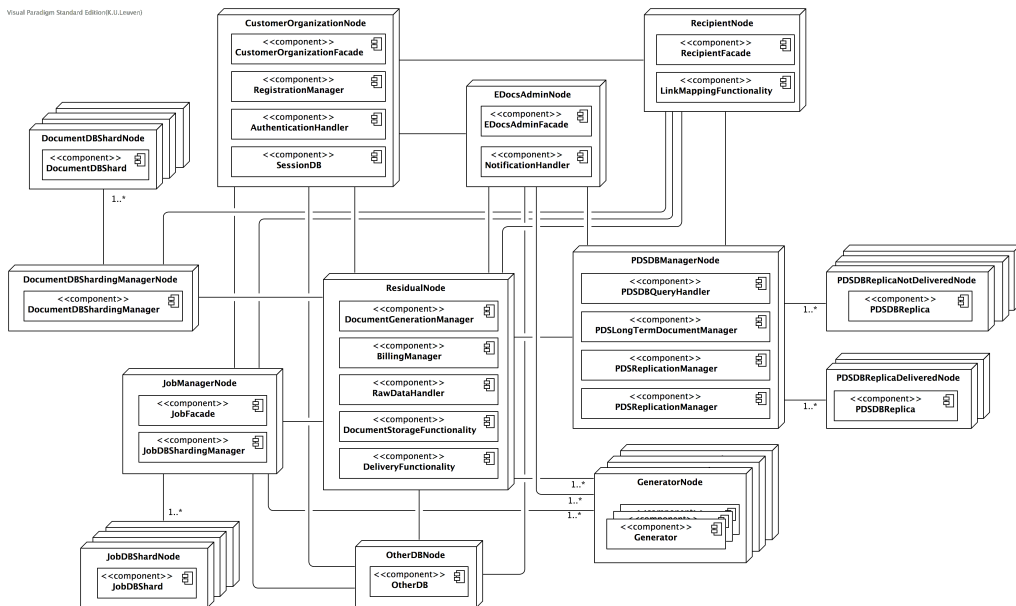 Visual Paradigm Standard Edition(K.U.Leuven)
CustomerOrganizationNode
<<component>>
CustomerOrganizationFacade
<<component>>
RegistrationManager
<<component>>
AuthenticationHandler
<<component>>
SessionDB
RecipientNode
<<component>>
RecipientFacade
<<component>>
LinkMappingFunctionality
EDocsAdminNode
<<component>>
EDocsAdminFacade
<<component>>
NotificationHandler
DocumentDBShardNode
<<component>>
DocumentDBShard
1..*
DocumentDBShardingManagerNode
<<component>>
DocumentDBShardingManager
ResidualNode
<<component>>
DocumentGenerationManager
<<component>>
BillingManager
<<component>>
RawDataHandler
<<component>>
DocumentStorageFunctionality
<<component>>
DeliveryFunctionality
PDSDBManagerNode
<<component>>
PDSDBQueryHandler
<<component>>
PDSLongTermDocumentManager
<<component>>
PDSReplicationManager
<<component>>
PDSReplicationManager
PDSDBReplicaNotDeliveredNode
<<component>>
PDSDBReplica
1..*
PDSDBReplicaDeliveredNode
<<component>>
PDSDBReplica
1..*
JobManagerNode
<<component>>
JobFacade
<<component>>
JobDBShardingManager
1..*
JobDBShardNode
<<component>>
JobDBShard
OtherDBNode
<<component>>
OtherDB
1..*
1..*
1..*
GeneratorNode
<<component>>
<<component>>
Generator